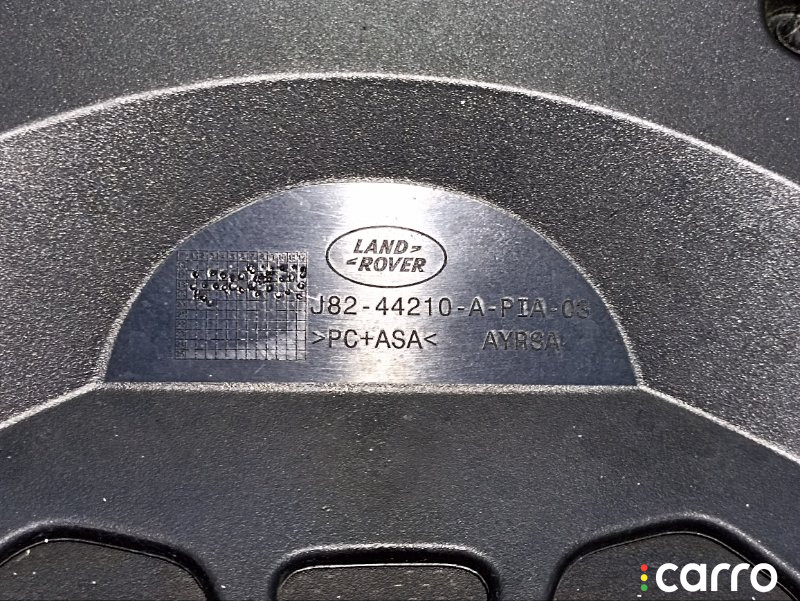 LAND
ROVER
J82-44210-A-PIA-03
>PC+ASA< AYRSA
carro